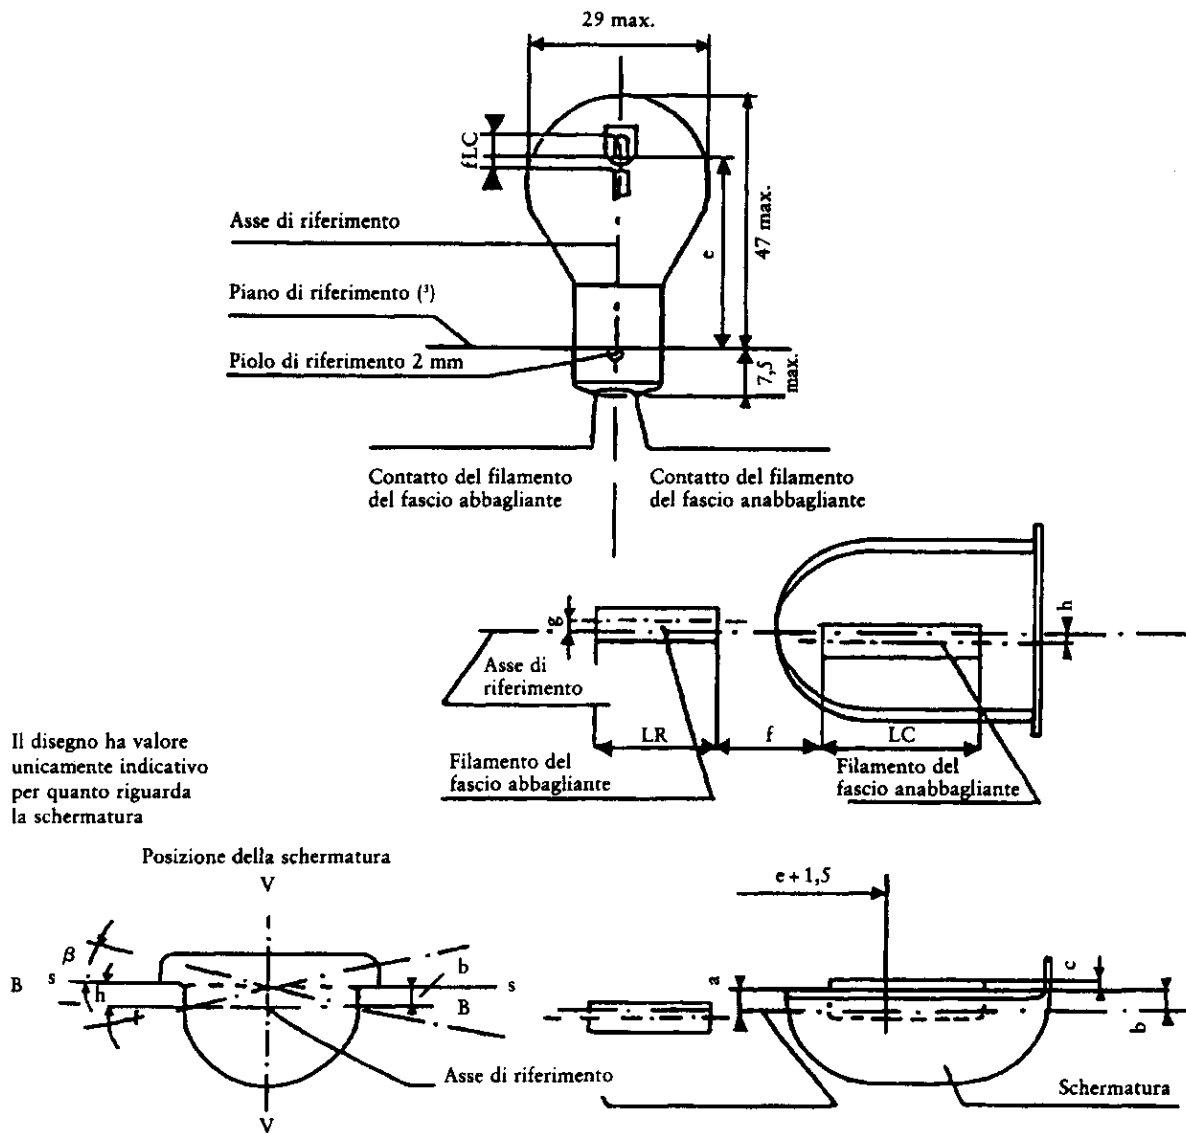 29 max.
fLC
Asse di riferimento
47 max.
e
Piano di riferimento (³)
Piolo di riferimento 2 mm
7,5
max.
Contatto del filamento
del fascio abbagliante
Contatto del filamento
del fascio anabbagliante
g
h
Asse di
riferimento
LR
f
LC
Filamento del
fascio abbagliante
Filamento del
fascio anabbagliante
Il disegno ha valore
unicamente indicativo
per quanto riguarda
la schermatura
Posizione della schermatura
V
e + 1,5
β
B
s
h
b
s
B
a
c
b
Asse di riferimento
Schermatura
V